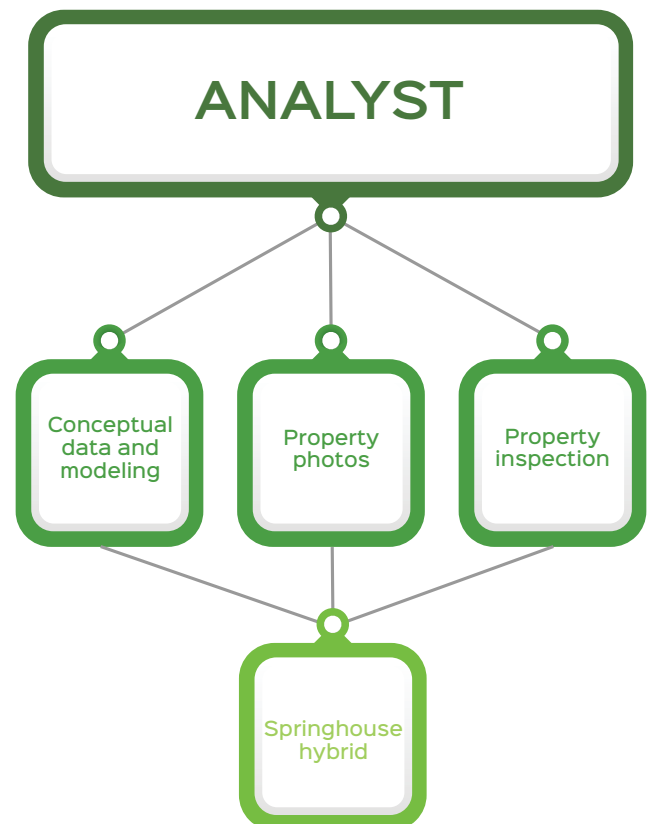 ANALYST
Conceptual
data and
modeling
Property
photos
Property
inspection
Springhouse
hybrid